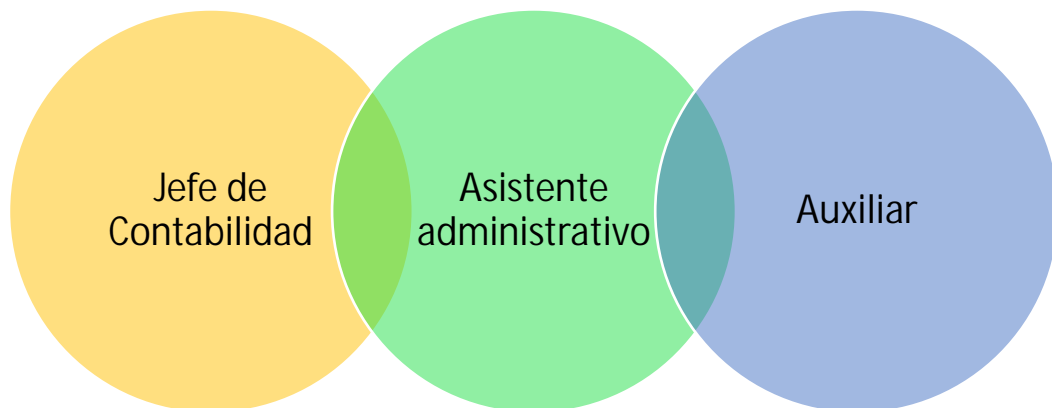 Jefe de
Contabilidad
Asistente
administrativo
Auxiliar